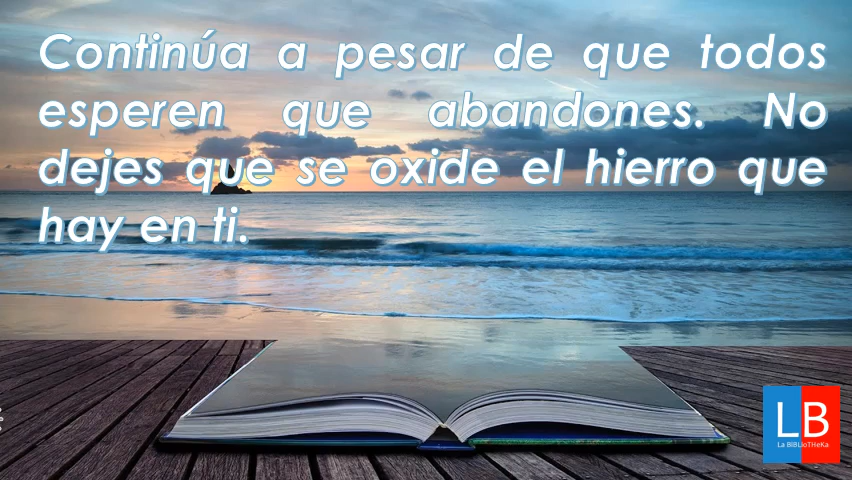 Continúa a pesar de que todos
esperen que abandones. No
dejes que se oxide el hierro que
hay en ti.
LB
La BIBLIoTHeKa